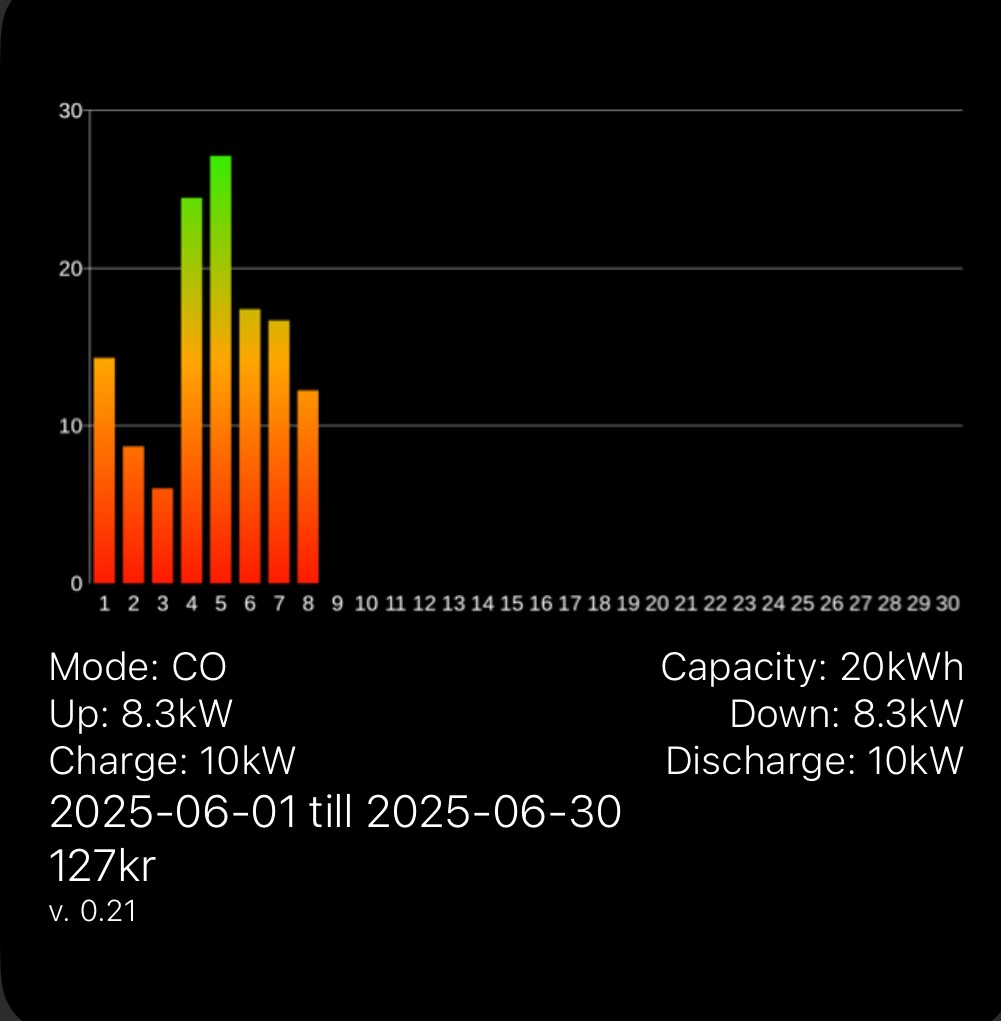 30
20
10
0
1 2 3 4 5 6 7 8 9 10 11 12 13 14 15 16 17 18 19 20 21 22 23 24 25 26 27 28 29 30
Mode: CO Capacity: 20kWh
Up: 8.3kW Down: 8.3kW
Charge: 10kW Discharge: 10kW
2025-06-01 till 2025-06-30
127kr
v. 0.21